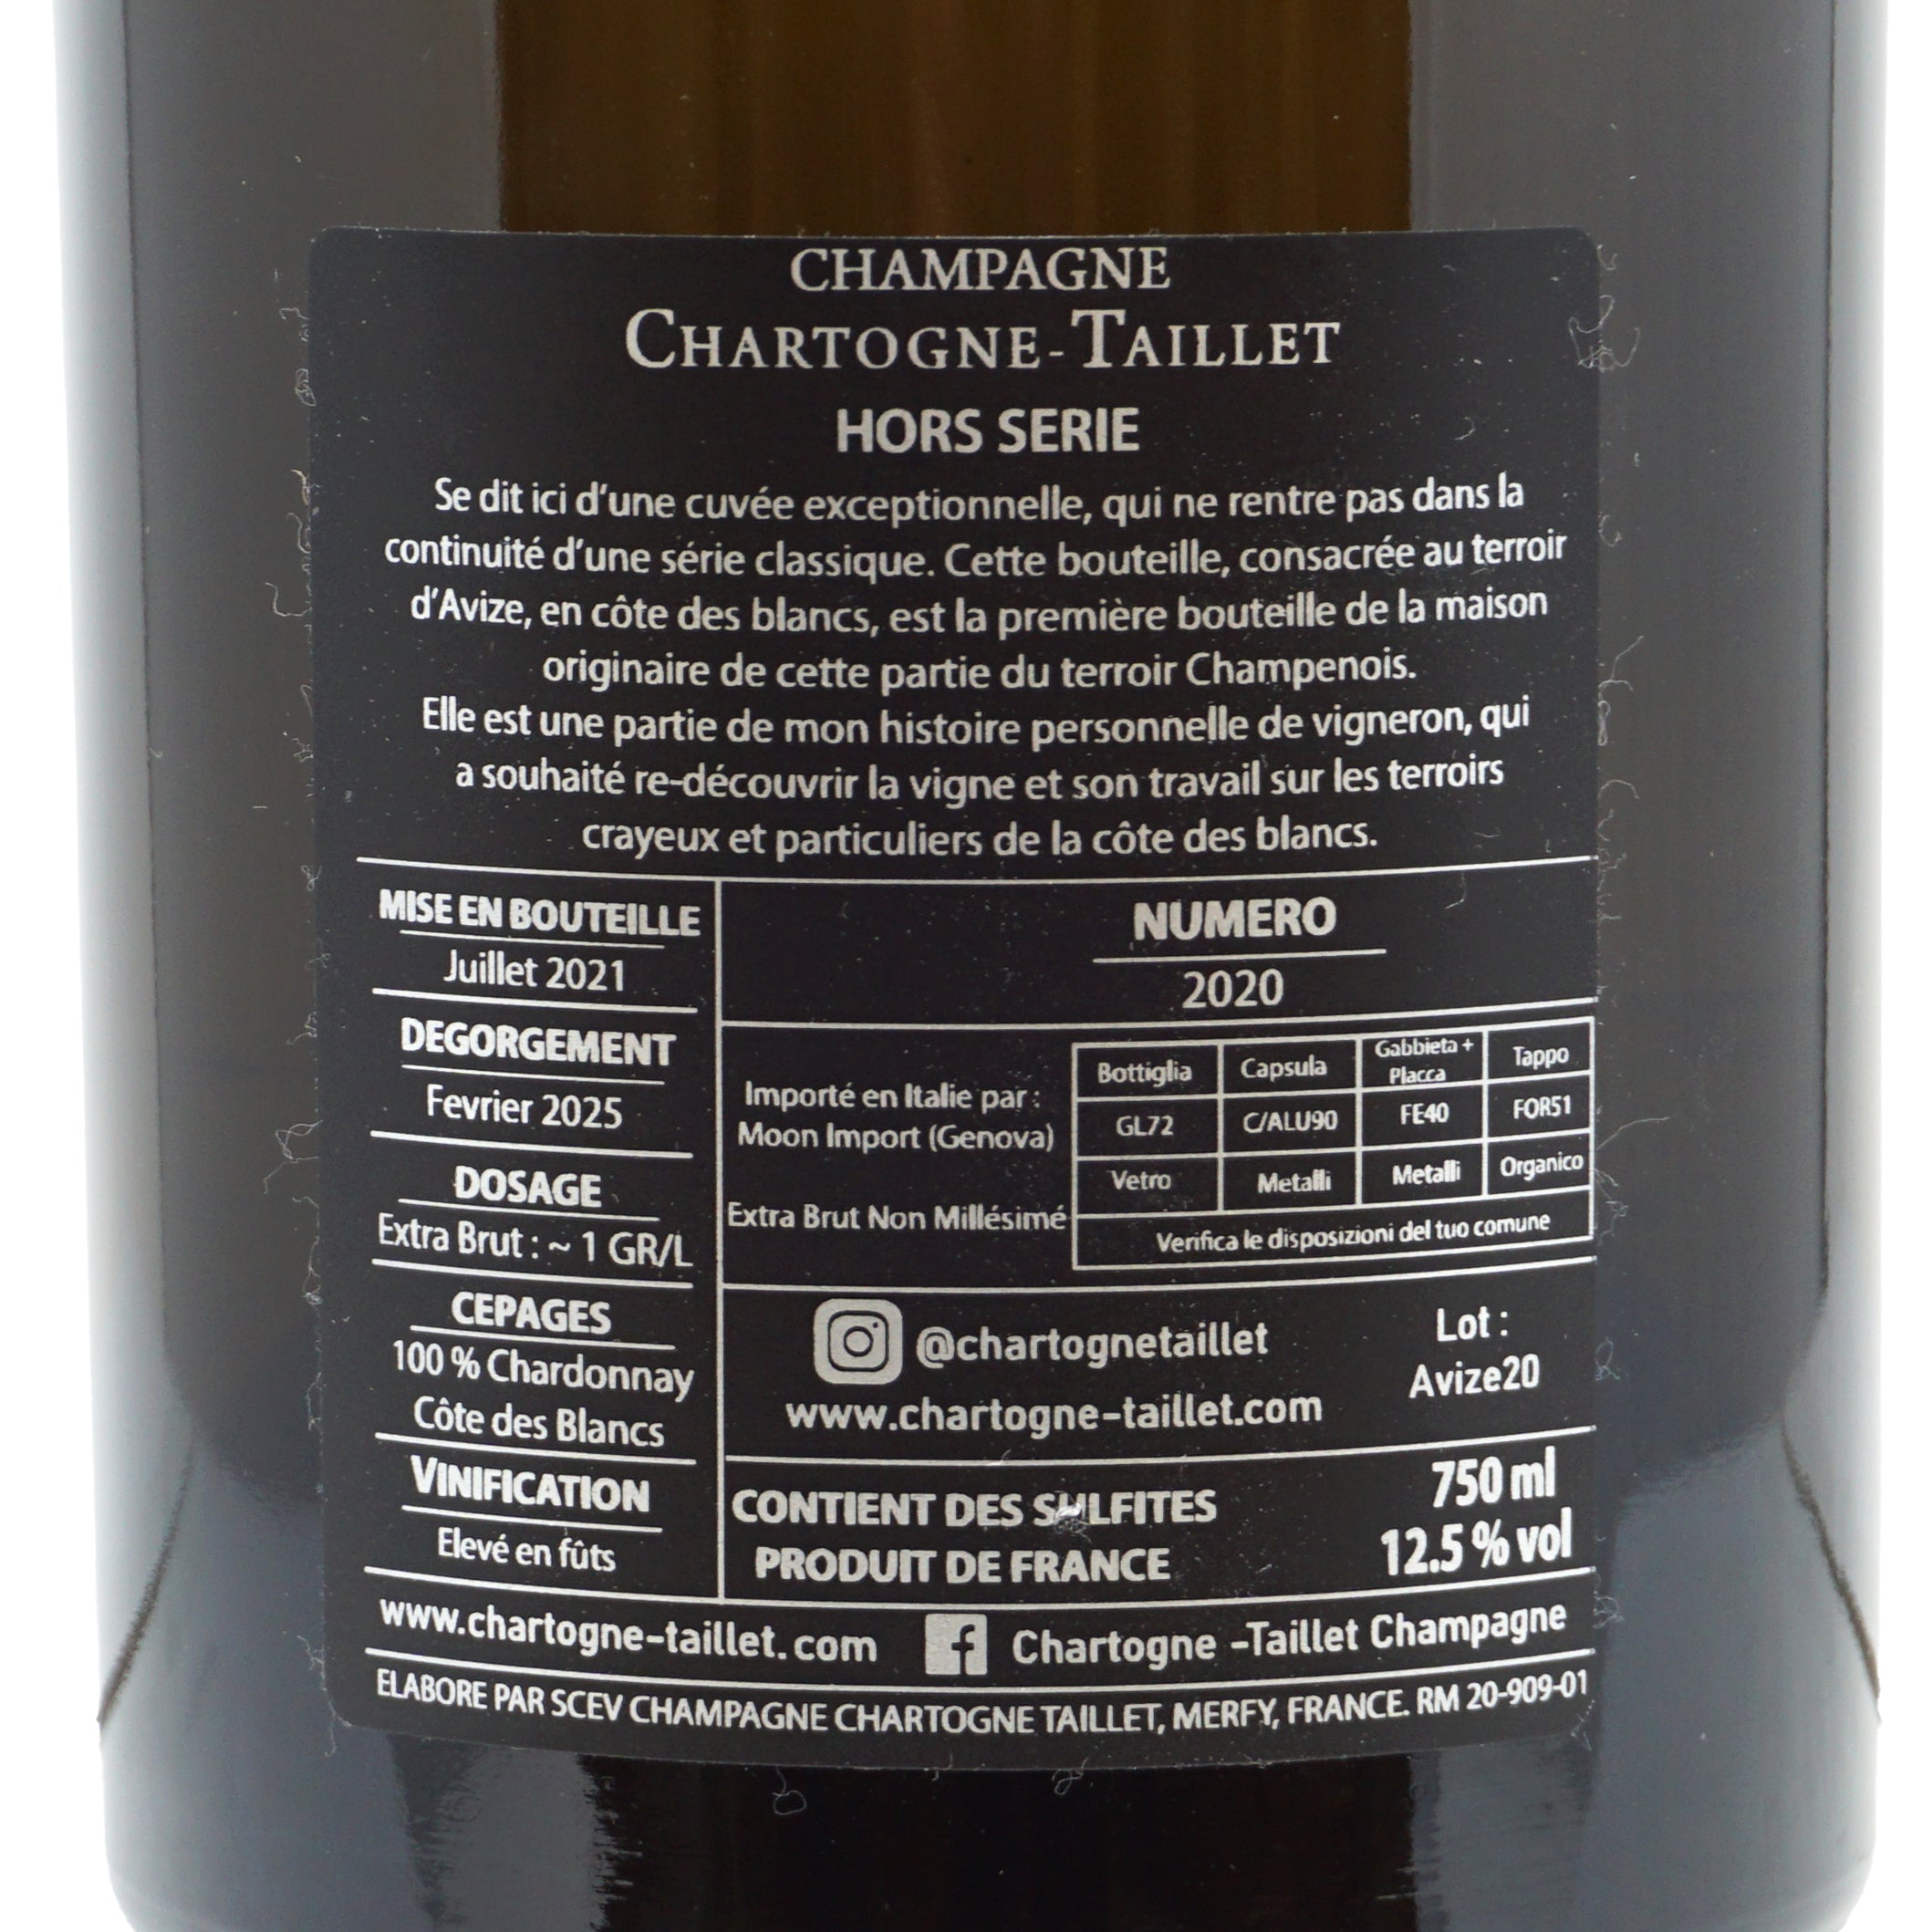 CHAMPAGNE
CHARTOGNE-TAILLET
HORS SERIE
Se dit ici d'une cuvée exceptionnelle, qui ne rentre pas dans la
continuité d'une série classique. Cette bouteille, consacrée au terroir
d'Avize, en côte des blancs, est la première bouteille de la maison
originaire de cette partie du terroir Champenois.
Elle est une partie de mon histoire personnelle de vigneron, qui
a souhaité re-découvrir la vigne et son travail sur les terroirs
crayeux et particuliers de la côte des blancs.
MISE EN BOUTEILLE
Juillet 2021
DEGORGEMENT
Fevrier 2025
DOSAGE
Extra Brut : ~ 1 GR/L
CEPAGES
100 % Chardonnay
Côte des Blancs
VINIFICATION
Elevé en fûts
NUMERO
2020
Importé en Italie par :
Moon Import (Genova)
Extra Brut Non Millésimé
Bottiglia Capsula Gabbieta + Placca Tappo
GL72 C/ALU90 FE40 FOR51
Vetro Metalli Metalli Organico
Verifica le disposizioni del tuo comune
@chartognetaillet
www.chartogne-taillet.com
Lot :
Avize20
CONTIENT DES SULFITES
PRODUIT DE FRANCE
750 ml
12.5 % vol
www.chartogne-taillet. com
Chartogne -Taillet Champagne
ELABORE PAR SCEV CHAMPAGNE CHARTOGNE TAILLET, MERFY, FRANCE. RM 20-909-01